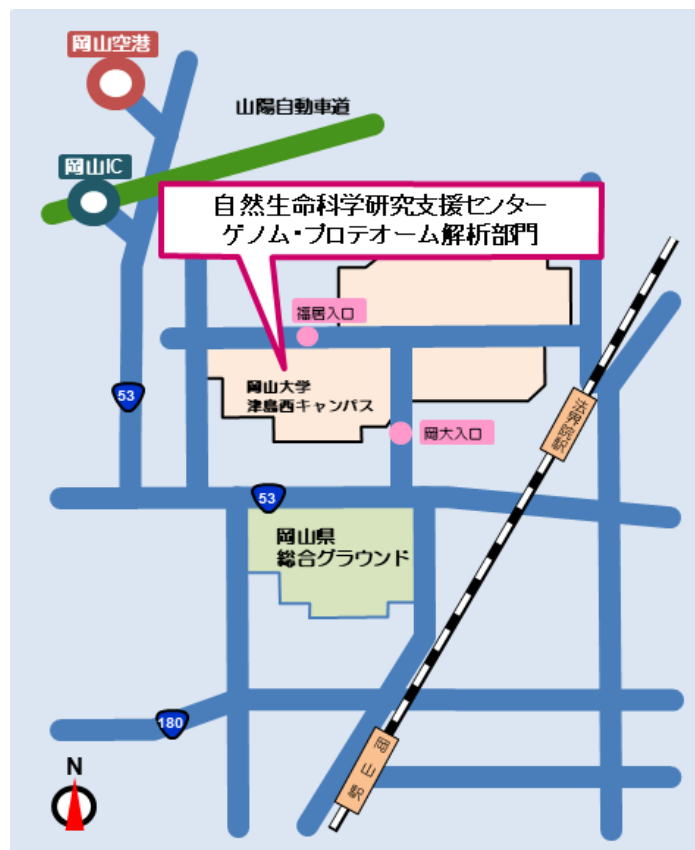 岡山空港
山陽自動車道
岡山IC
自然生命科学研究支援センター
ゲノム・プロテオーム解析部門
福居入口
岡山大学
津島西キャンパス
53
法界院駅
岡大入口
53
岡山県
総合グラウンド
180
岡山駅
N